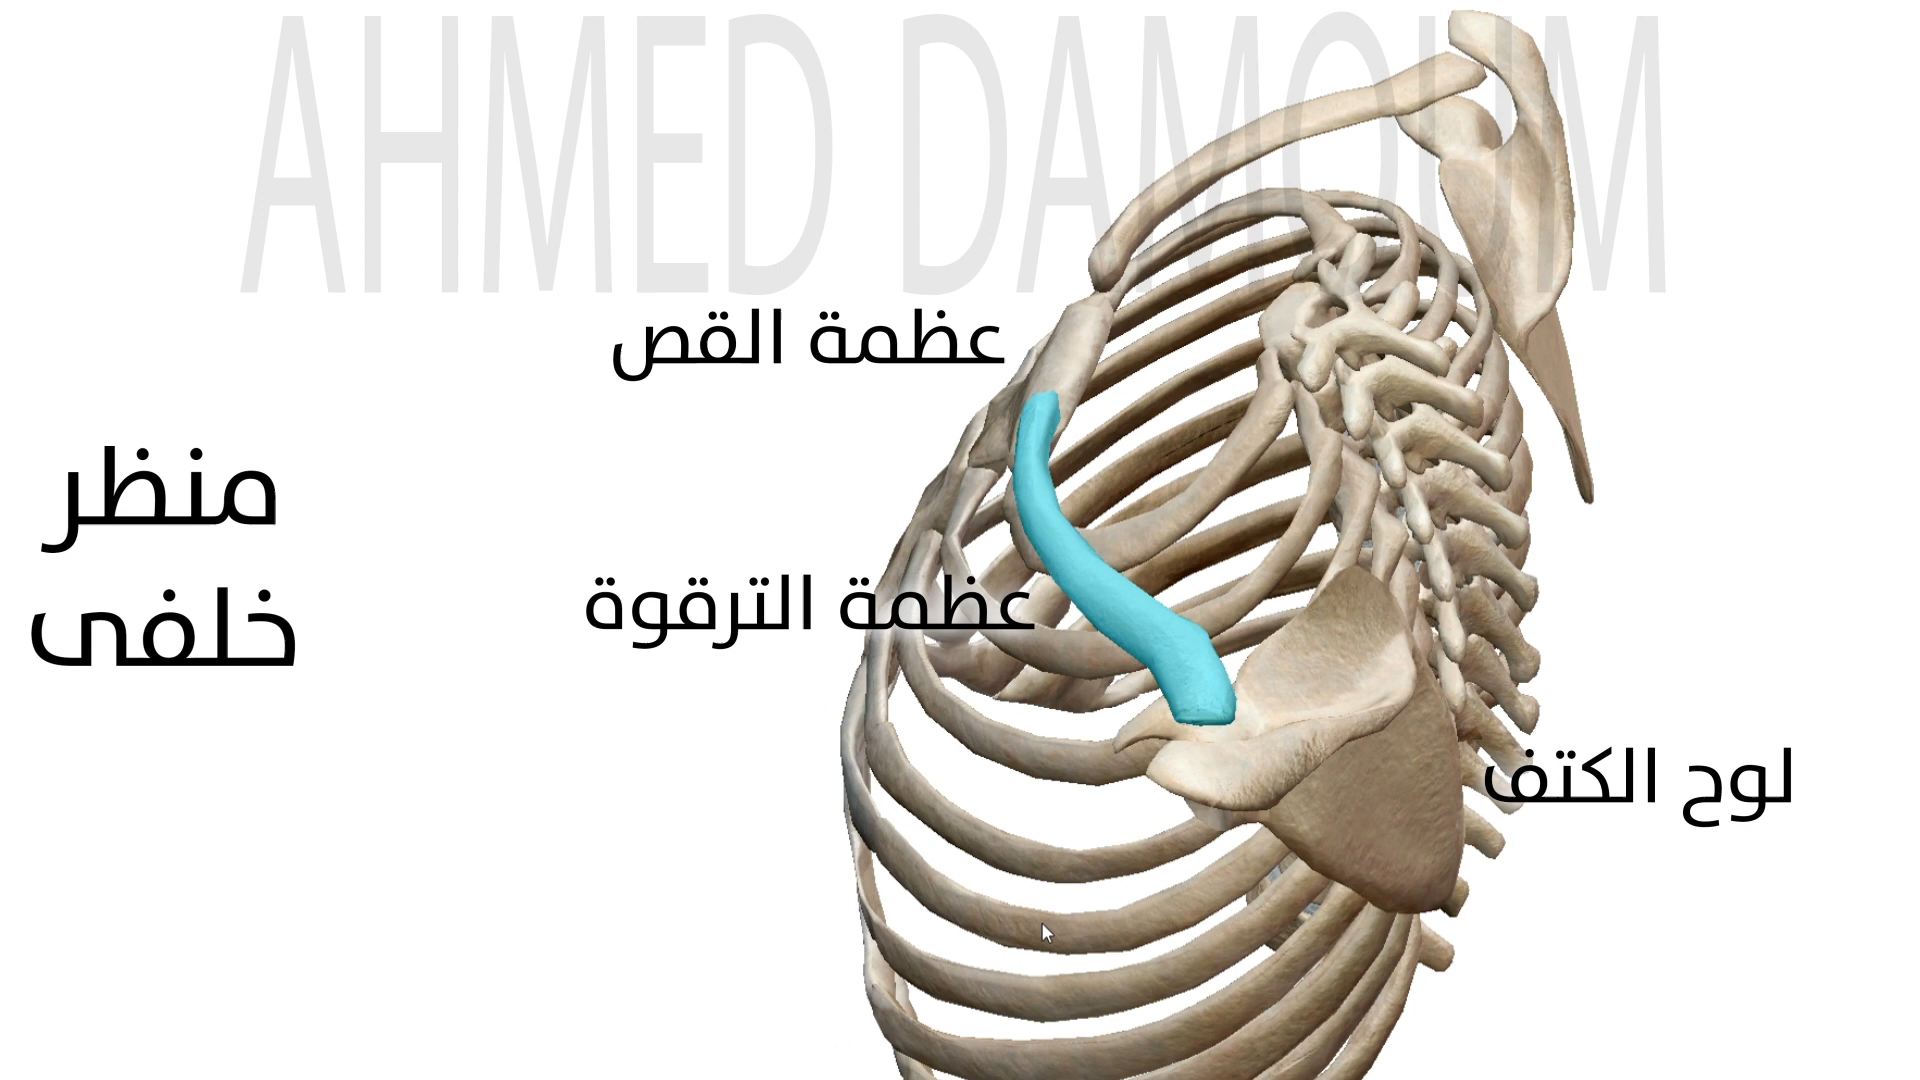 AHMED DAMOUM
عظمة القص
منظر
خلفى
عظمة الترقوة
لوح الكتف